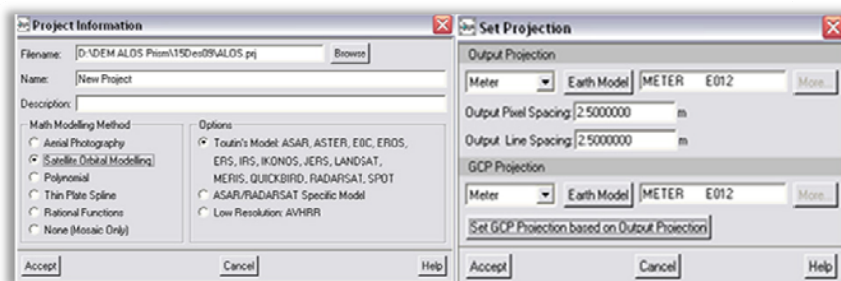 Project Information
Filename: D:\DEM ALOS Prism\15Des09\ALOS.prj Browse
Name: New Project
Description:
Math Modelling Method
Aerial Photography
Satellite Orbital Modelling
Polynomial
Thin Plate Spline
Rational Functions
None (Mosaic Only)
Options
Toutin's Model: ASAR, ASTER, EOC, EROS,
ERS, IRS, IKONOS, JERS, LANDSAT,
MERIS, QUICKBIRD, RADARSAT, SPOT
ASAR/RADARSAT Specific Model
Low Resolution: AVHRR
Accept Cancel Help
Set Projection
Output Projection
Meter Earth Model METER E012 More...
Output Pixel Spacing: 2.5000000 m
Output Line Spacing: 2.5000000 m
GCP Projection
Meter Earth Model METER E012 More...
Set GCP Projection based on Output Projection
Accept Cancel Help